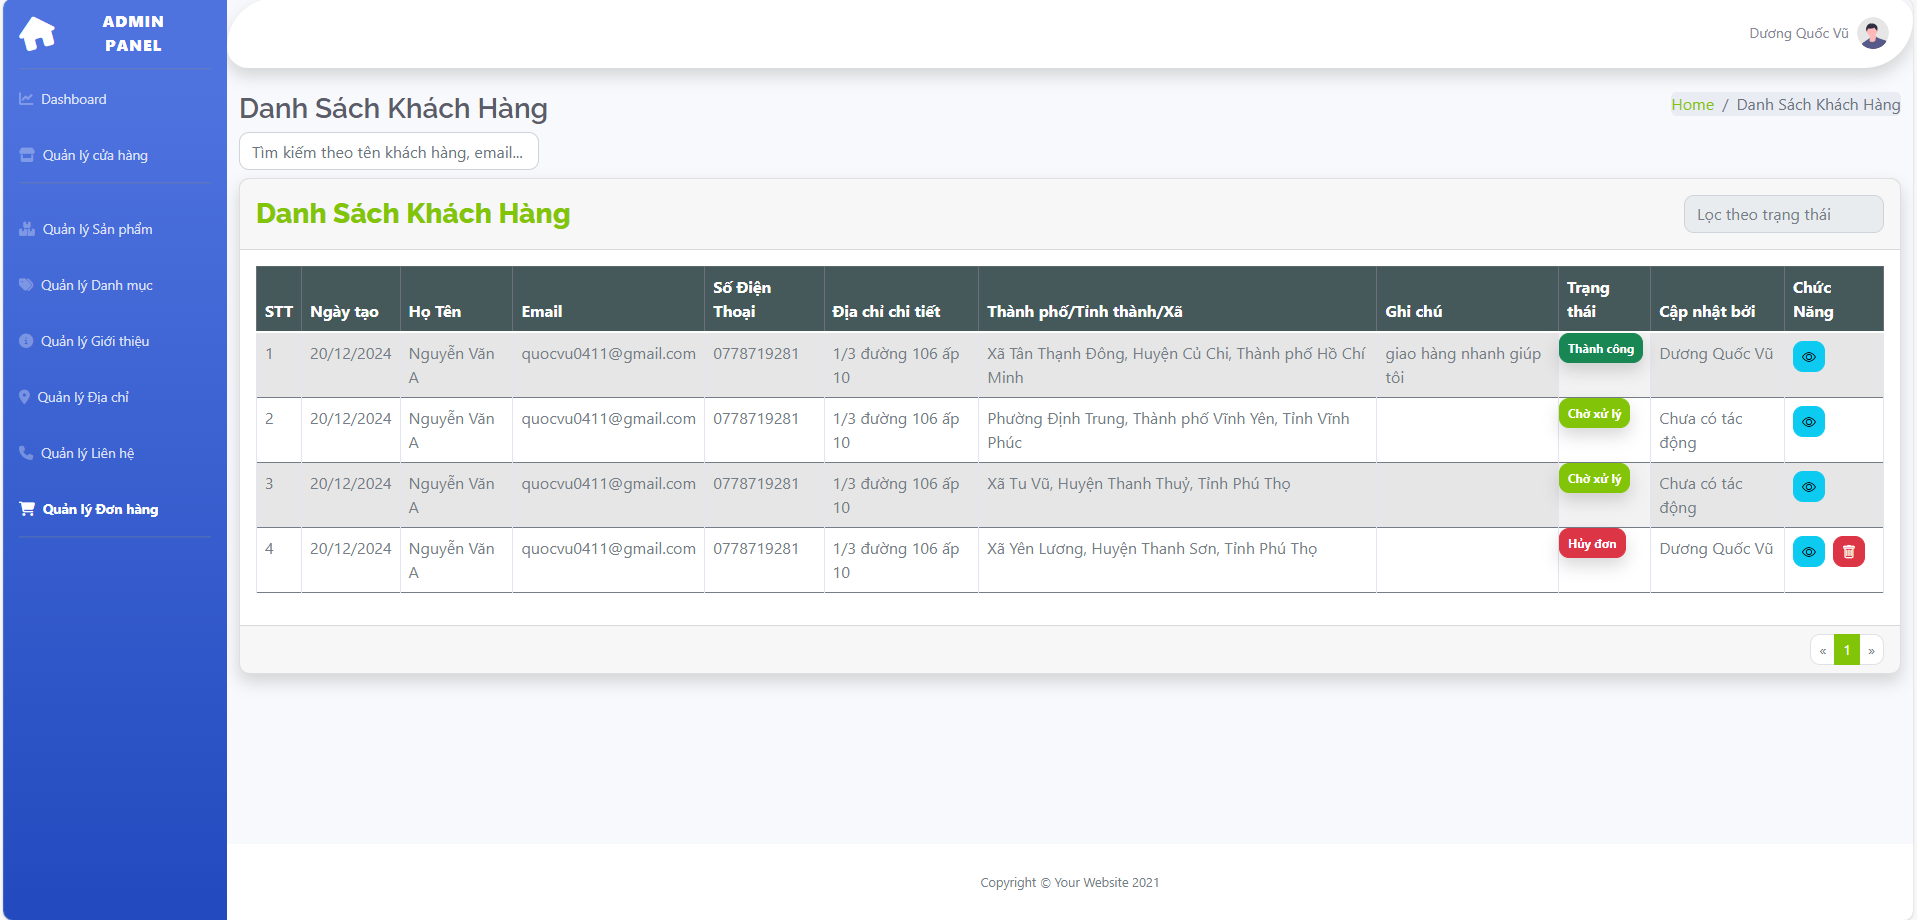 ADMIN
PANEL
Dashboard
Quản lý cửa hàng
Quản lý Sản phẩm
Quản lý Danh mục
Quản lý Giới thiệu
Quản lý Địa chỉ
Quản lý Liên hệ
Quản lý Đơn hàng
Dương Quốc Vũ
Danh Sách Khách Hàng
Home / Danh Sách Khách Hàng
Tìm kiếm theo tên khách hàng, email...
Danh Sách Khách Hàng
Lọc theo trạng thái
STT Ngày tạo Họ Tên Email Số Điện Thoại Địa chỉ chi tiết Thành phố/Tỉnh thành/Xã Ghi chú Trạng thái Cập nhật bởi Chức Năng
1 20/12/2024 Nguyễn Văn A quocvu0411@gmail.com 0778719281 1/3 đường 106 ấp 10 Xã Tân Thạnh Đông, Huyện Củ Chi, Thành phố Hồ Chí Minh giao hàng nhanh giúp tôi Thành công Dương Quốc Vũ
2 20/12/2024 Nguyễn Văn A quocvu0411@gmail.com 0778719281 1/3 đường 106 ấp 10 Phường Định Trung, Thành phố Vĩnh Yên, Tỉnh Vĩnh Phúc Chờ xử lý Chưa có tác động
3 20/12/2024 Nguyễn Văn A quocvu0411@gmail.com 0778719281 1/3 đường 106 ấp 10 Xã Tu Vũ, Huyện Thanh Thuỷ, Tỉnh Phú Thọ Chờ xử lý Chưa có tác động
4 20/12/2024 Nguyễn Văn A quocvu0411@gmail.com 0778719281 1/3 đường 106 ấp 10 Xã Yên Lương, Huyện Thanh Sơn, Tỉnh Phú Thọ Hủy đơn Dương Quốc Vũ
« 1 »
Copyright © Your Website 2021